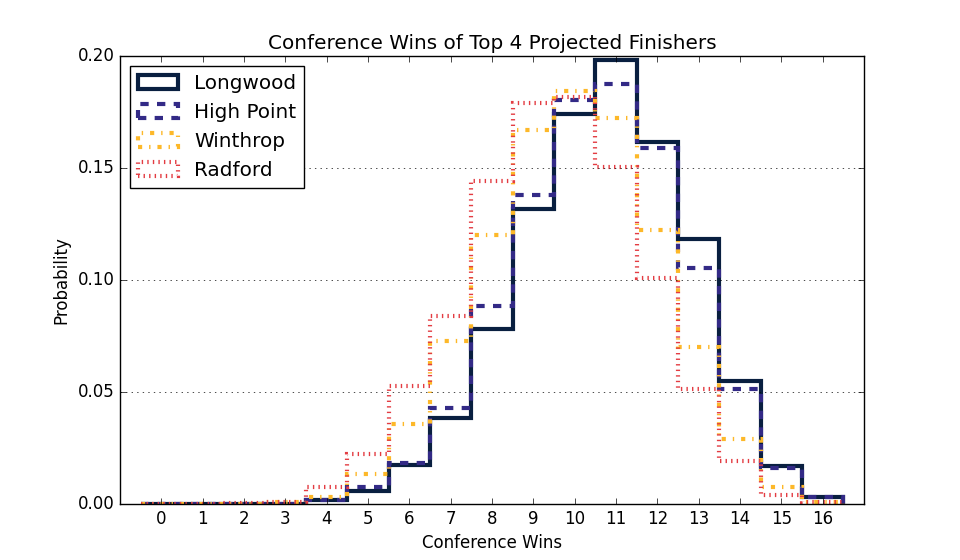 Conference Wins of Top 4 Projected Finishers
Longwood
High Point
Winthrop
Radford
0.20
0.15
0.10
0.05
0.00
Probability
0 1 2 3 4 5 6 7 8 9 10 11 12 13 14 15 16
Conference Wins